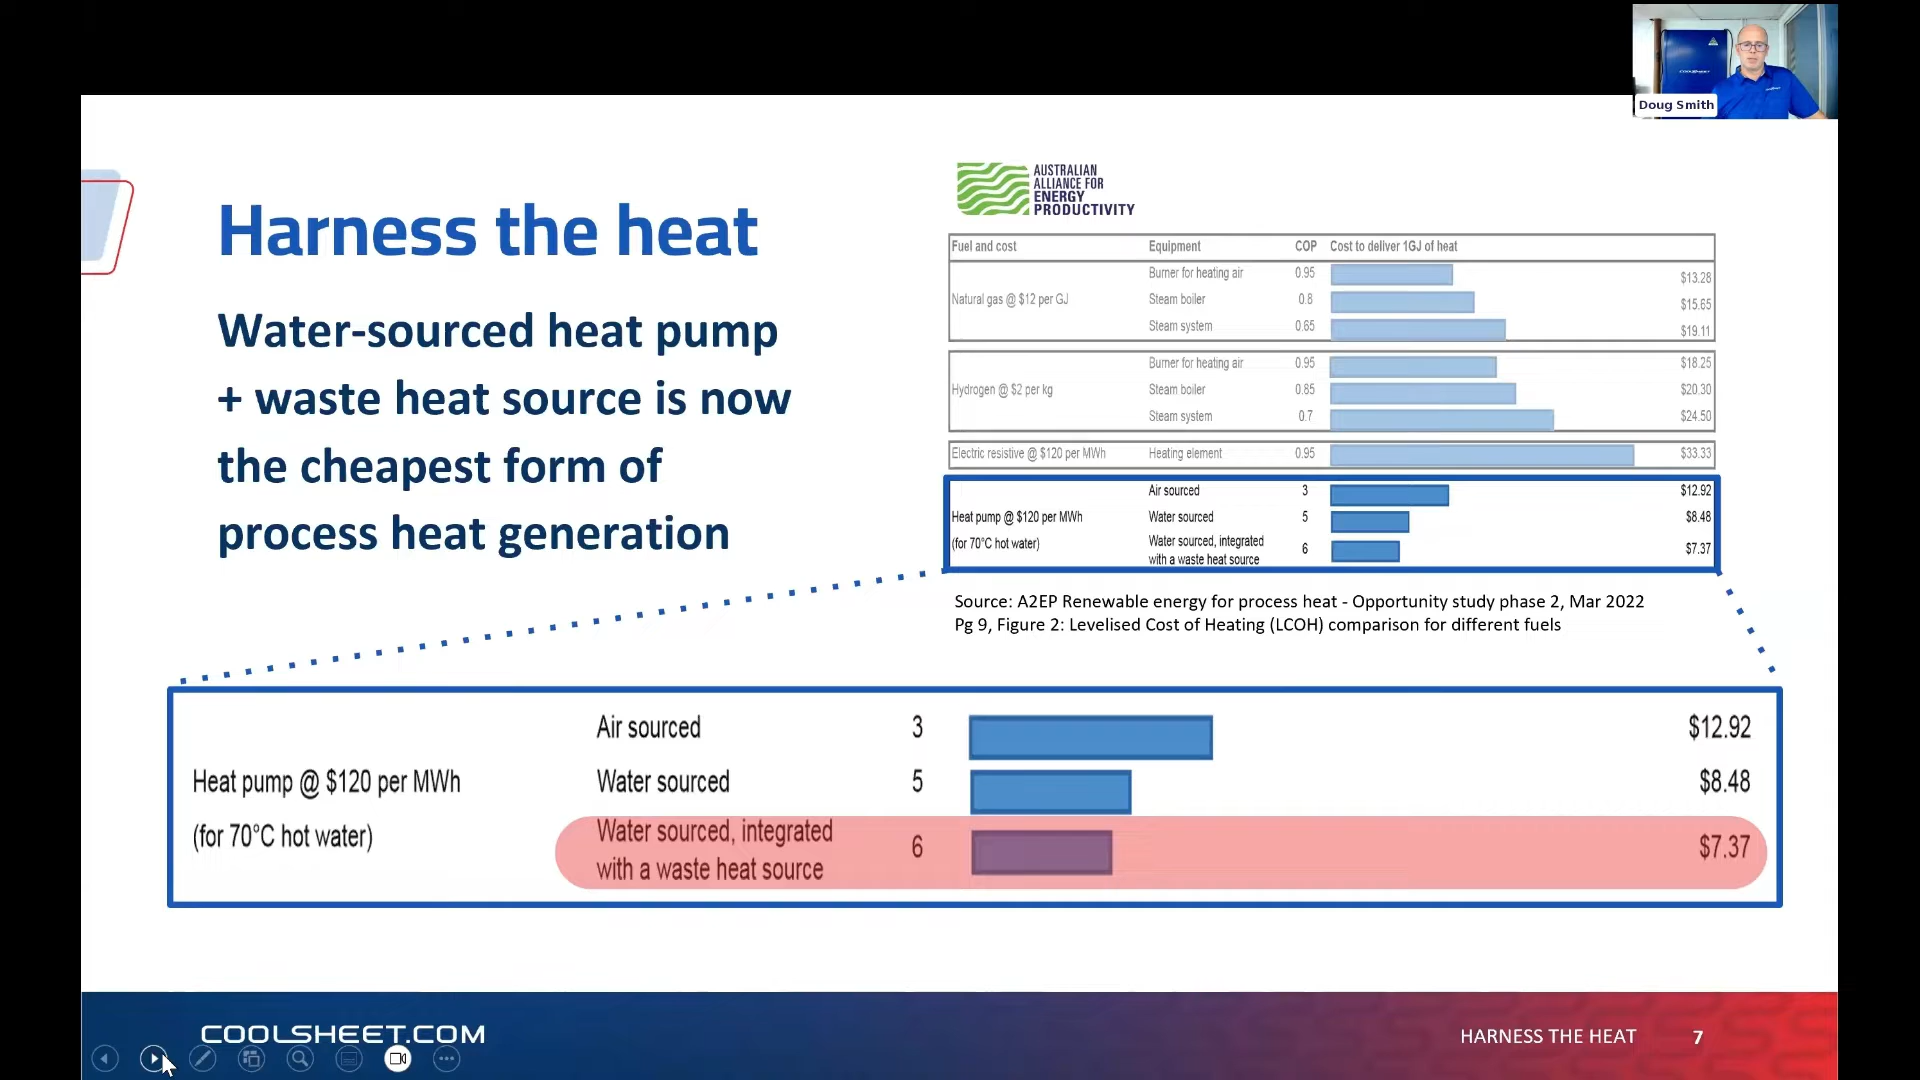 Doug Smith
COOLSHEET
AUSTRALIAN
ALLIANCE FOR
ENERGY
PRODUCTIVITY
Harness the heat
Water-sourced heat pump
+ waste heat source is now
the cheapest form of
process heat generation
Fuel and cost Equipment COP Cost to deliver 1GJ of heat
Burner for heating air 0.95 $13.28
Natural gas @ $12 per GJ Steam boiler 0.8 $15.65
Steam system 0.65 $19.11
Burner for heating air 0.95 $18.25
Hydrogen @ $2 per kg Steam boiler 0.85 $20.30
Steam system 0.7 $24.50
Electric resistive @ $120 per MWh Heating element 0.95 $33.33
Air sourced 3 $12.92
Heat pump @ $120 per MWh Water sourced 5 $8.48
(for 70°C hot water) Water sourced, integrated 6 $7.37
with a waste heat source
Source: A2EP Renewable energy for process heat - Opportunity study phase 2, Mar 2022
Pg 9, Figure 2: Levelised Cost of Heating (LCOH) comparison for different fuels
Air sourced 3 $12.92
Heat pump @ $120 per MWh Water sourced 5 $8.48
(for 70°C hot water) Water sourced, integrated 6 $7.37
with a waste heat source
COOLSHEET.COM
HARNESS THE HEAT 7